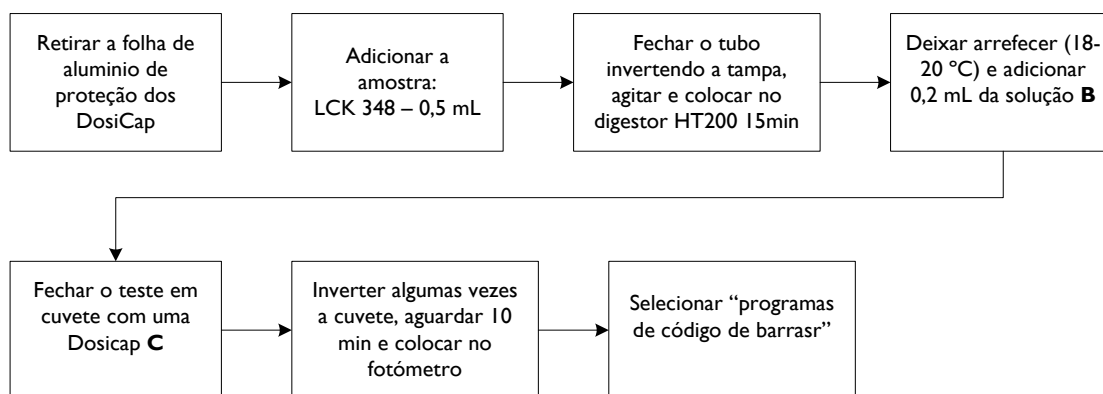 Retirar a folha de
aluminio de
proteção dos
DosiCap
Adicionar a
amostra:
LCK 348 – 0,5 mL
Fechar o tubo
invertendo a tampa,
agitar e colocar no
digestor HT200 15min
Deixar arrefecer (18-
20 ºC) e adicionar
0,2 mL da solução B
Fechar o teste em
cuvete com uma
Dosicap C
Inverter algumas vezes
a cuvete, aguardar 10
min e colocar no
fotómetro
Selecionar “programas
de código de barrasr”